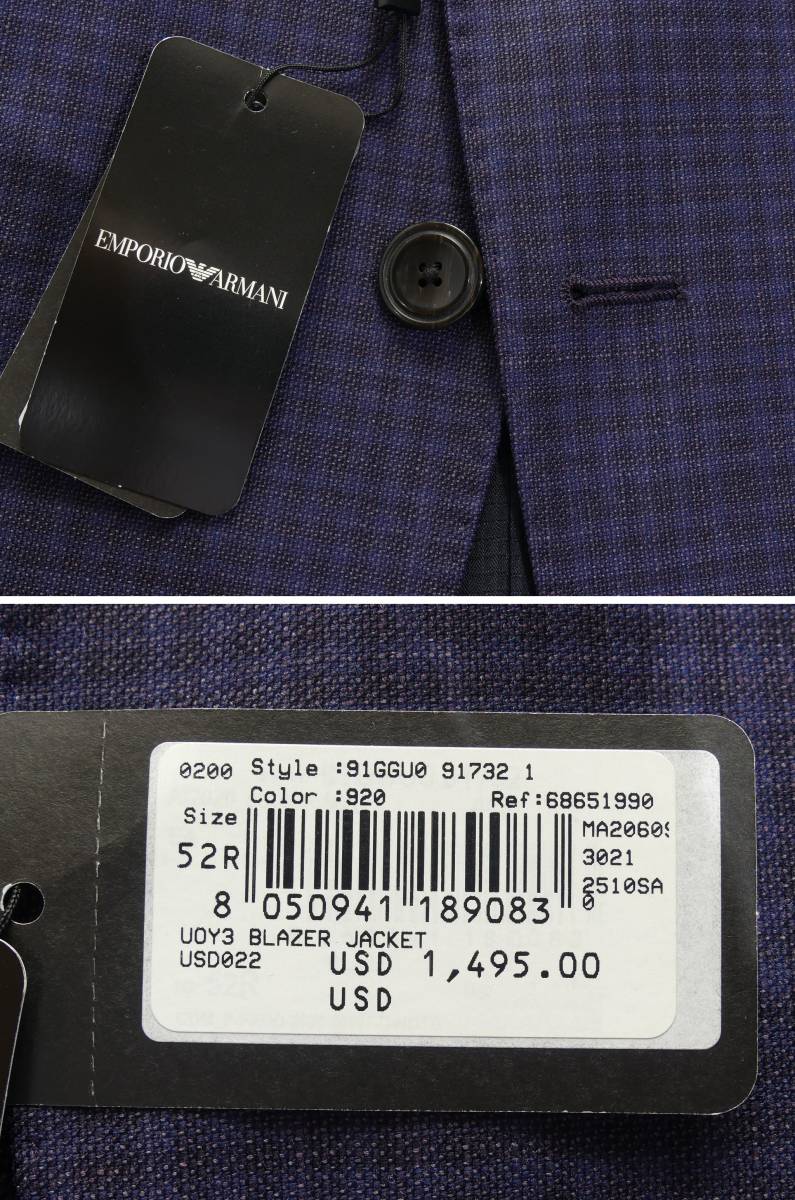 EMPORIO ARMANI
0200 Style :91GGU0 91732 1
Color :920 Ref:68651990
Size
52R
MA2060
3021
2510SA
0
8 050941 189083
UOY3 BLAZER JACKET
USD022 USD 1,495.00
USD